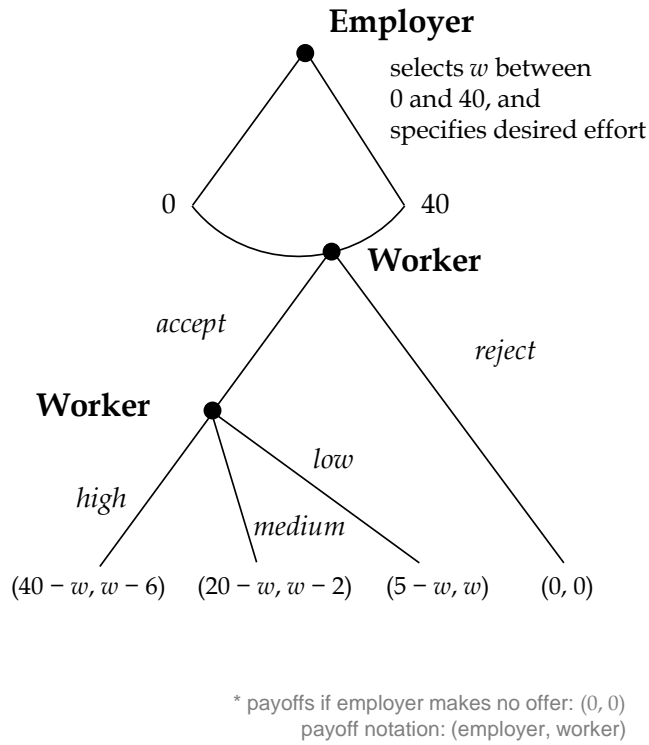 Employer
selects w between
0 and 40, and
specifies desired effort
0
40
Worker
accept
reject
Worker
high
medium
low
(40 − w, w − 6)
(20 − w, w − 2)
(5 − w, w)
(0, 0)
* payoffs if employer makes no offer: (0, 0)
payoff notation: (employer, worker)